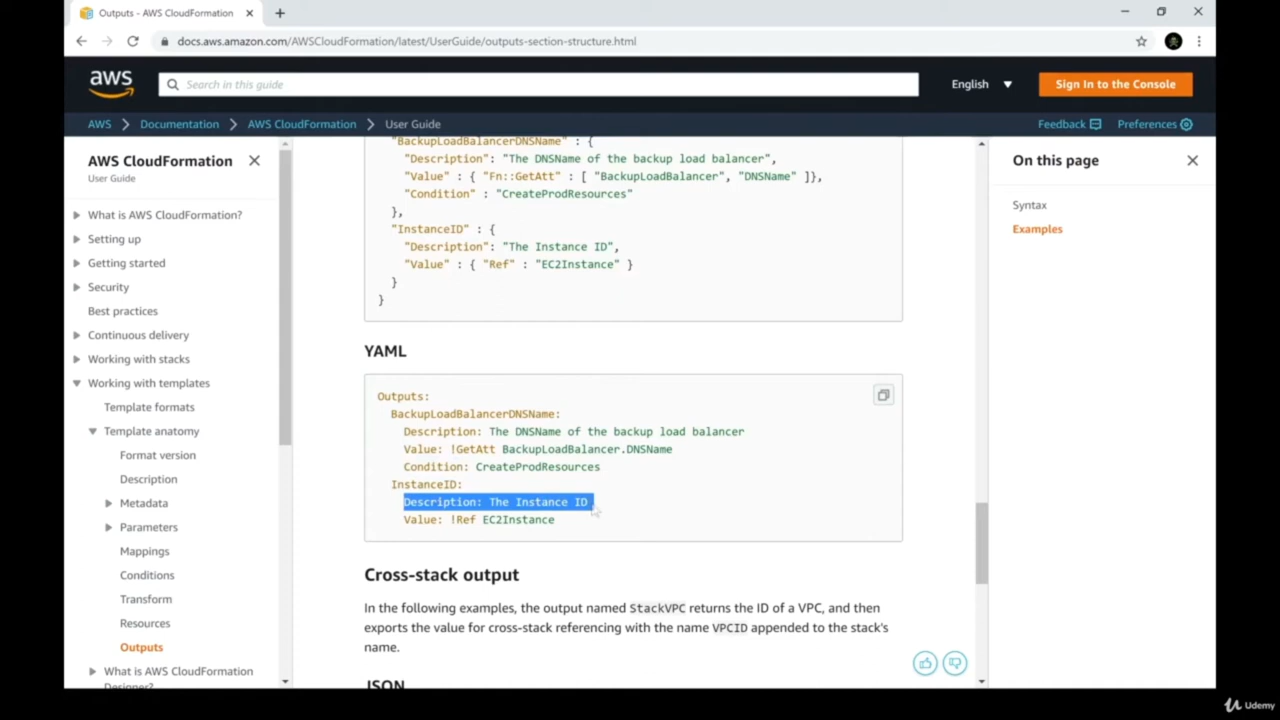 Outputs - AWS CloudFormation
docs.aws.amazon.com/AWSCloudFormation/latest/UserGuide/outputs-section-structure.html
aws
Search in this guide
English
Sign In to the Console
AWS
Documentation
AWS CloudFormation
User Guide
Feedback
Preferences
AWS CloudFormation
User Guide
What is AWS CloudFormation?
Setting up
Getting started
Security
Best practices
Continuous delivery
Working with stacks
Working with templates
Template formats
Template anatomy
Format version
Description
Metadata
Parameters
Mappings
Conditions
Transform
Resources
Outputs
What is AWS CloudFormation
Designer?
"BackupLoadBalancerDNSName" : {
"Description": "The DNSName of the backup load balancer",
"Value" : { "Fn::GetAtt" : [ "BackupLoadBalancer", "DNSName" ]},
"Condition" : "CreateProdResources"
},
"InstanceID" : {
"Description": "The Instance ID",
"Value" : { "Ref" : "EC2Instance" }
}
}
YAML
Outputs:
BackupLoadBalancerDNSName:
Description: The DNSName of the backup load balancer
Value: !GetAtt BackupLoadBalancer.DNSName
Condition: CreateProdResources
InstanceID:
Description: The Instance ID
Value: !Ref EC2Instance
Cross-stack output
In the following examples, the output named StackVPC returns the ID of a VPC, and then
exports the value for cross-stack referencing with the name VPCID appended to the stack's
name.
JSON
On this page
Syntax
Examples
Udemy